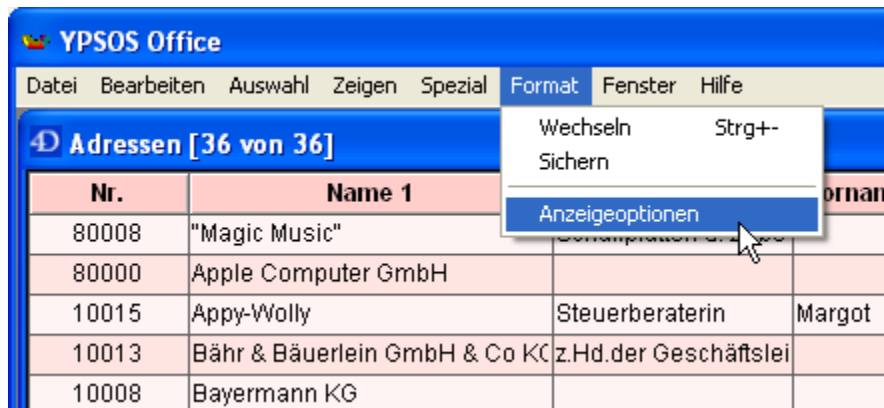 YPSOS Office
Datei Bearbeiten Auswahl Zeigen Spezial Format Fenster Hilfe
Wechseln Strg+-
Sichern
Anzeigeoptionen
4D Adressen [36 von 36]
Nr. Name 1
80008 "Magic Music"
80000 Apple Computer GmbH
10015 Appy-Wolly Steuerberaterin Margot
10013 Bähr & Bäuerlein GmbH & Co KG z.Hd.der Geschäftslei
10008 Bayermann KG